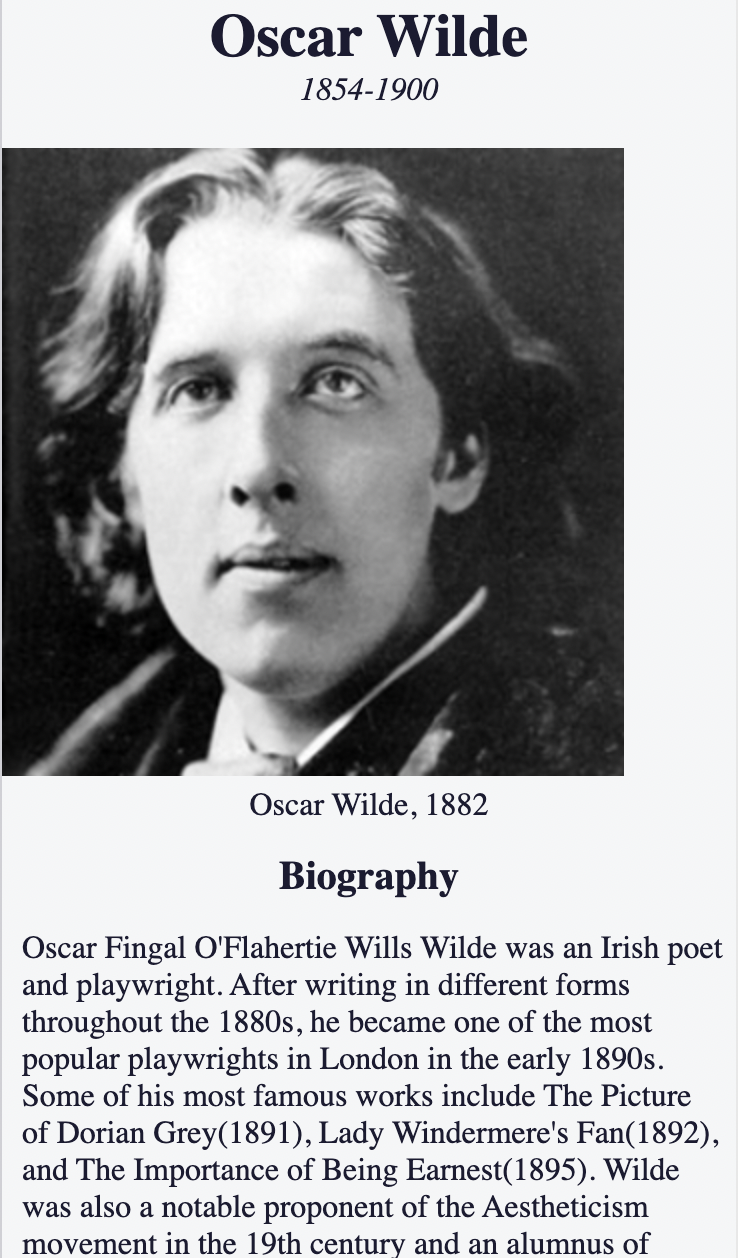 Oscar Wilde
1854-1900
Oscar Wilde, 1882
Biography
Oscar Fingal O'Flahertie Wills Wilde was an Irish poet
and playwright. After writing in different forms
throughout the 1880s, he became one of the most
popular playwrights in London in the early 1890s.
Some of his most famous works include The Picture
of Dorian Grey(1891), Lady Windermere's Fan(1892),
and The Importance of Being Earnest(1895). Wilde
was also a notable proponent of the Aestheticism
movement in the 19th century and an alumnus of